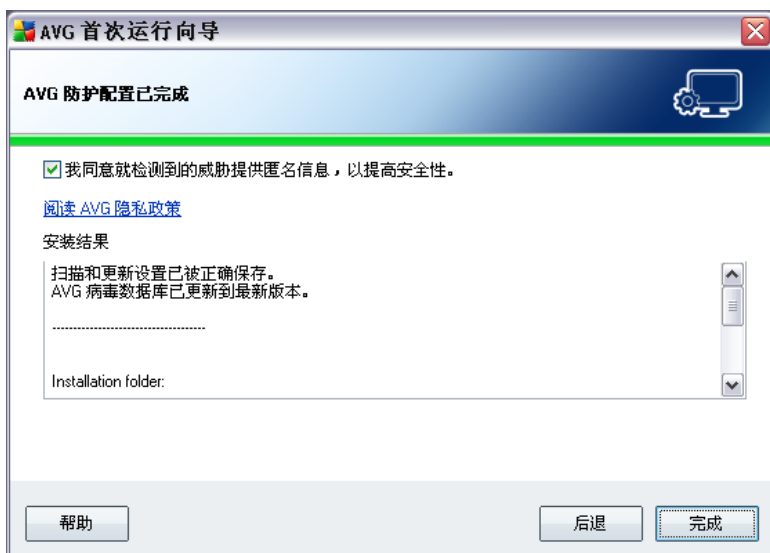 AVG 首次运行向导
AVG 防护配置已完成
我同意就检测到的威胁提供匿名信息，以提高安全性。
阅读 AVG 隐私政策
安装结果
扫描和更新设置已被正确保存。
AVG 病毒数据库已更新到最新版本。
-------------------------------------
Installation folder:
帮助
后退
完成